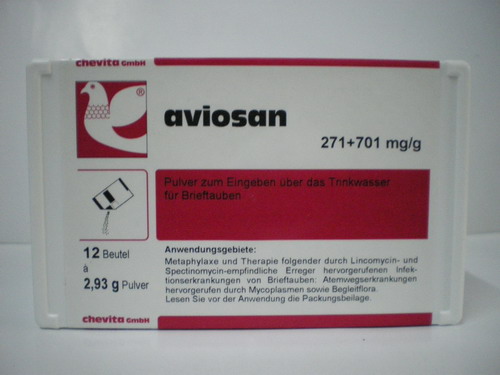 chevita GmbH
®
aviosan
271+701 mg/g
Pulver zum Eingeben über das Trinkwasser
für Brieftauben
12 Beutel
à
2,93 g Pulver
Anwendungsgebiete:
Metaphylaxe und Therapie folgender durch Lincomycin- und
Spectinomycin-empfindliche Erreger hervorgerufenen Infek-
tionserkrankungen von Brieftauben: Atemwegserkrankungen
hervorgerufen durch Mycoplasmen sowie Begleitflora.
Lesen Sie vor der Anwendung die Packungsbeilage.
chevita GmbH